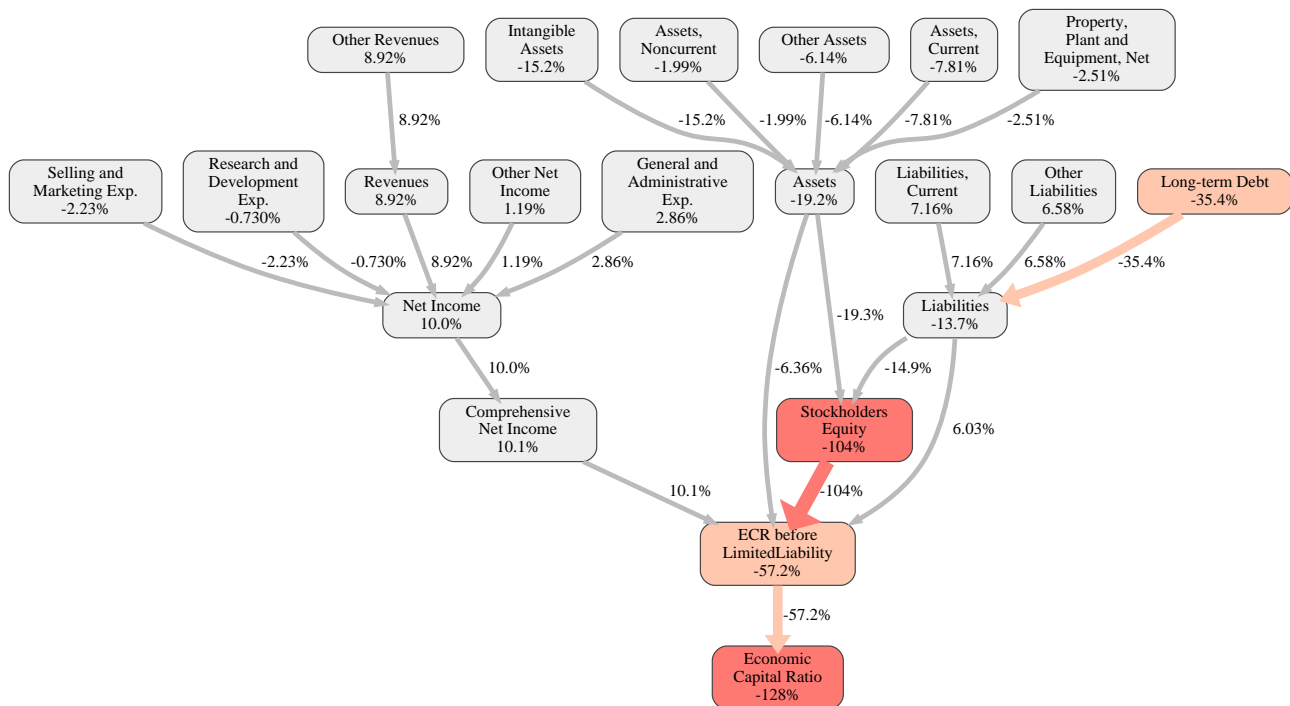 Other Revenues
8.92%
Intangible
Assets
-15.2%
Assets,
Noncurrent
-1.99%
Other Assets
-6.14%
Assets,
Current
-7.81%
Property,
Plant and
Equipment, Net
-2.51%
8.92%
-15.2%
-1.99%
-6.14%
-7.81%
-2.51%
Selling and
Marketing Exp.
-2.23%
Research and
Development
Exp.
-0.730%
Revenues
8.92%
Other Net
Income
1.19%
General and
Administrative
Exp.
2.86%
Assets
-19.2%
Liabilities,
Current
7.16%
Other
Liabilities
6.58%
Long-term Debt
-35.4%
-2.23%
-0.730%
8.92%
1.19%
2.86%
7.16%
6.58%
-35.4%
Net Income
10.0%
Liabilities
-13.7%
-19.3%
10.0%
-6.36%
-14.9%
Comprehensive
Net Income
10.1%
Stockholders
Equity
-104%
6.03%
10.1%
-104%
ECR before
LimitedLiability
-57.2%
-57.2%
Economic
Capital Ratio
-128%